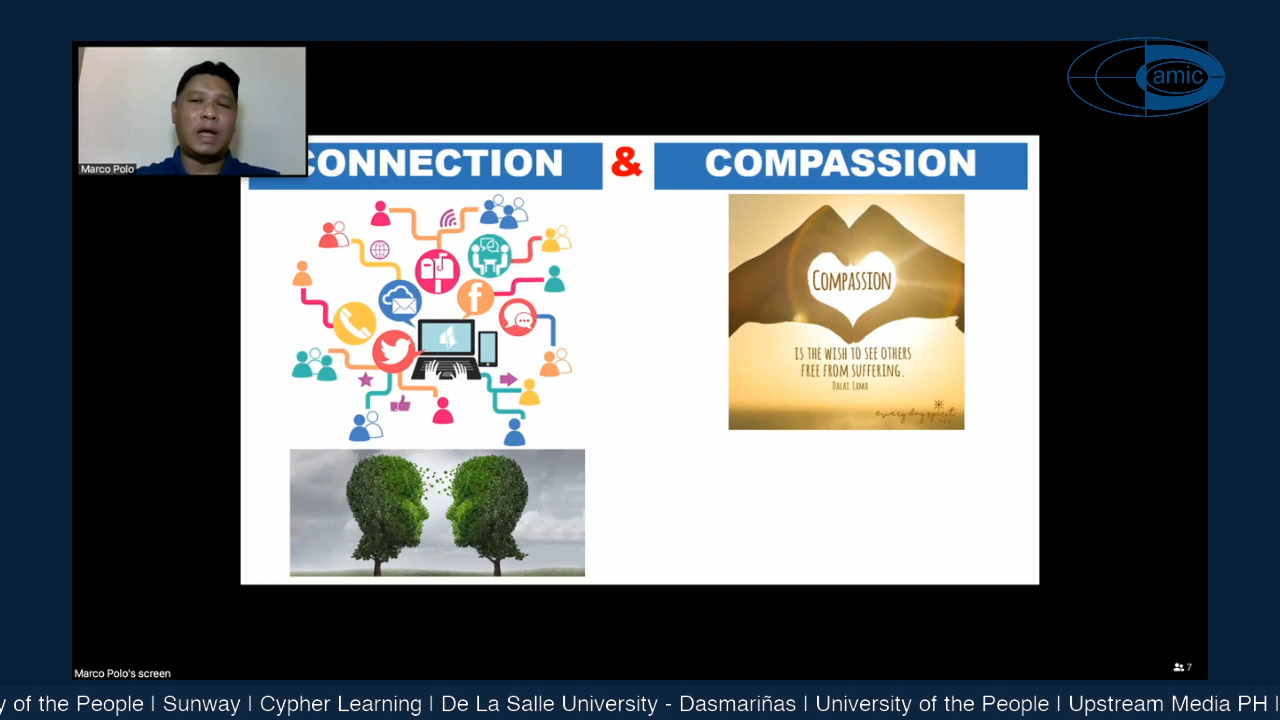 amic
Marco Polo
CONNECTION & COMPASSION
COMPASSION
IS THE WISH TO SEE OTHERS
FREE FROM SUFFERING.
DALAI LAMA
everydayspirit
Marco Polo's screen
7
y of the People | Sunway | Cypher Learning | De La Salle University - Dasmariñas | University of the People | Upstream Media PH |